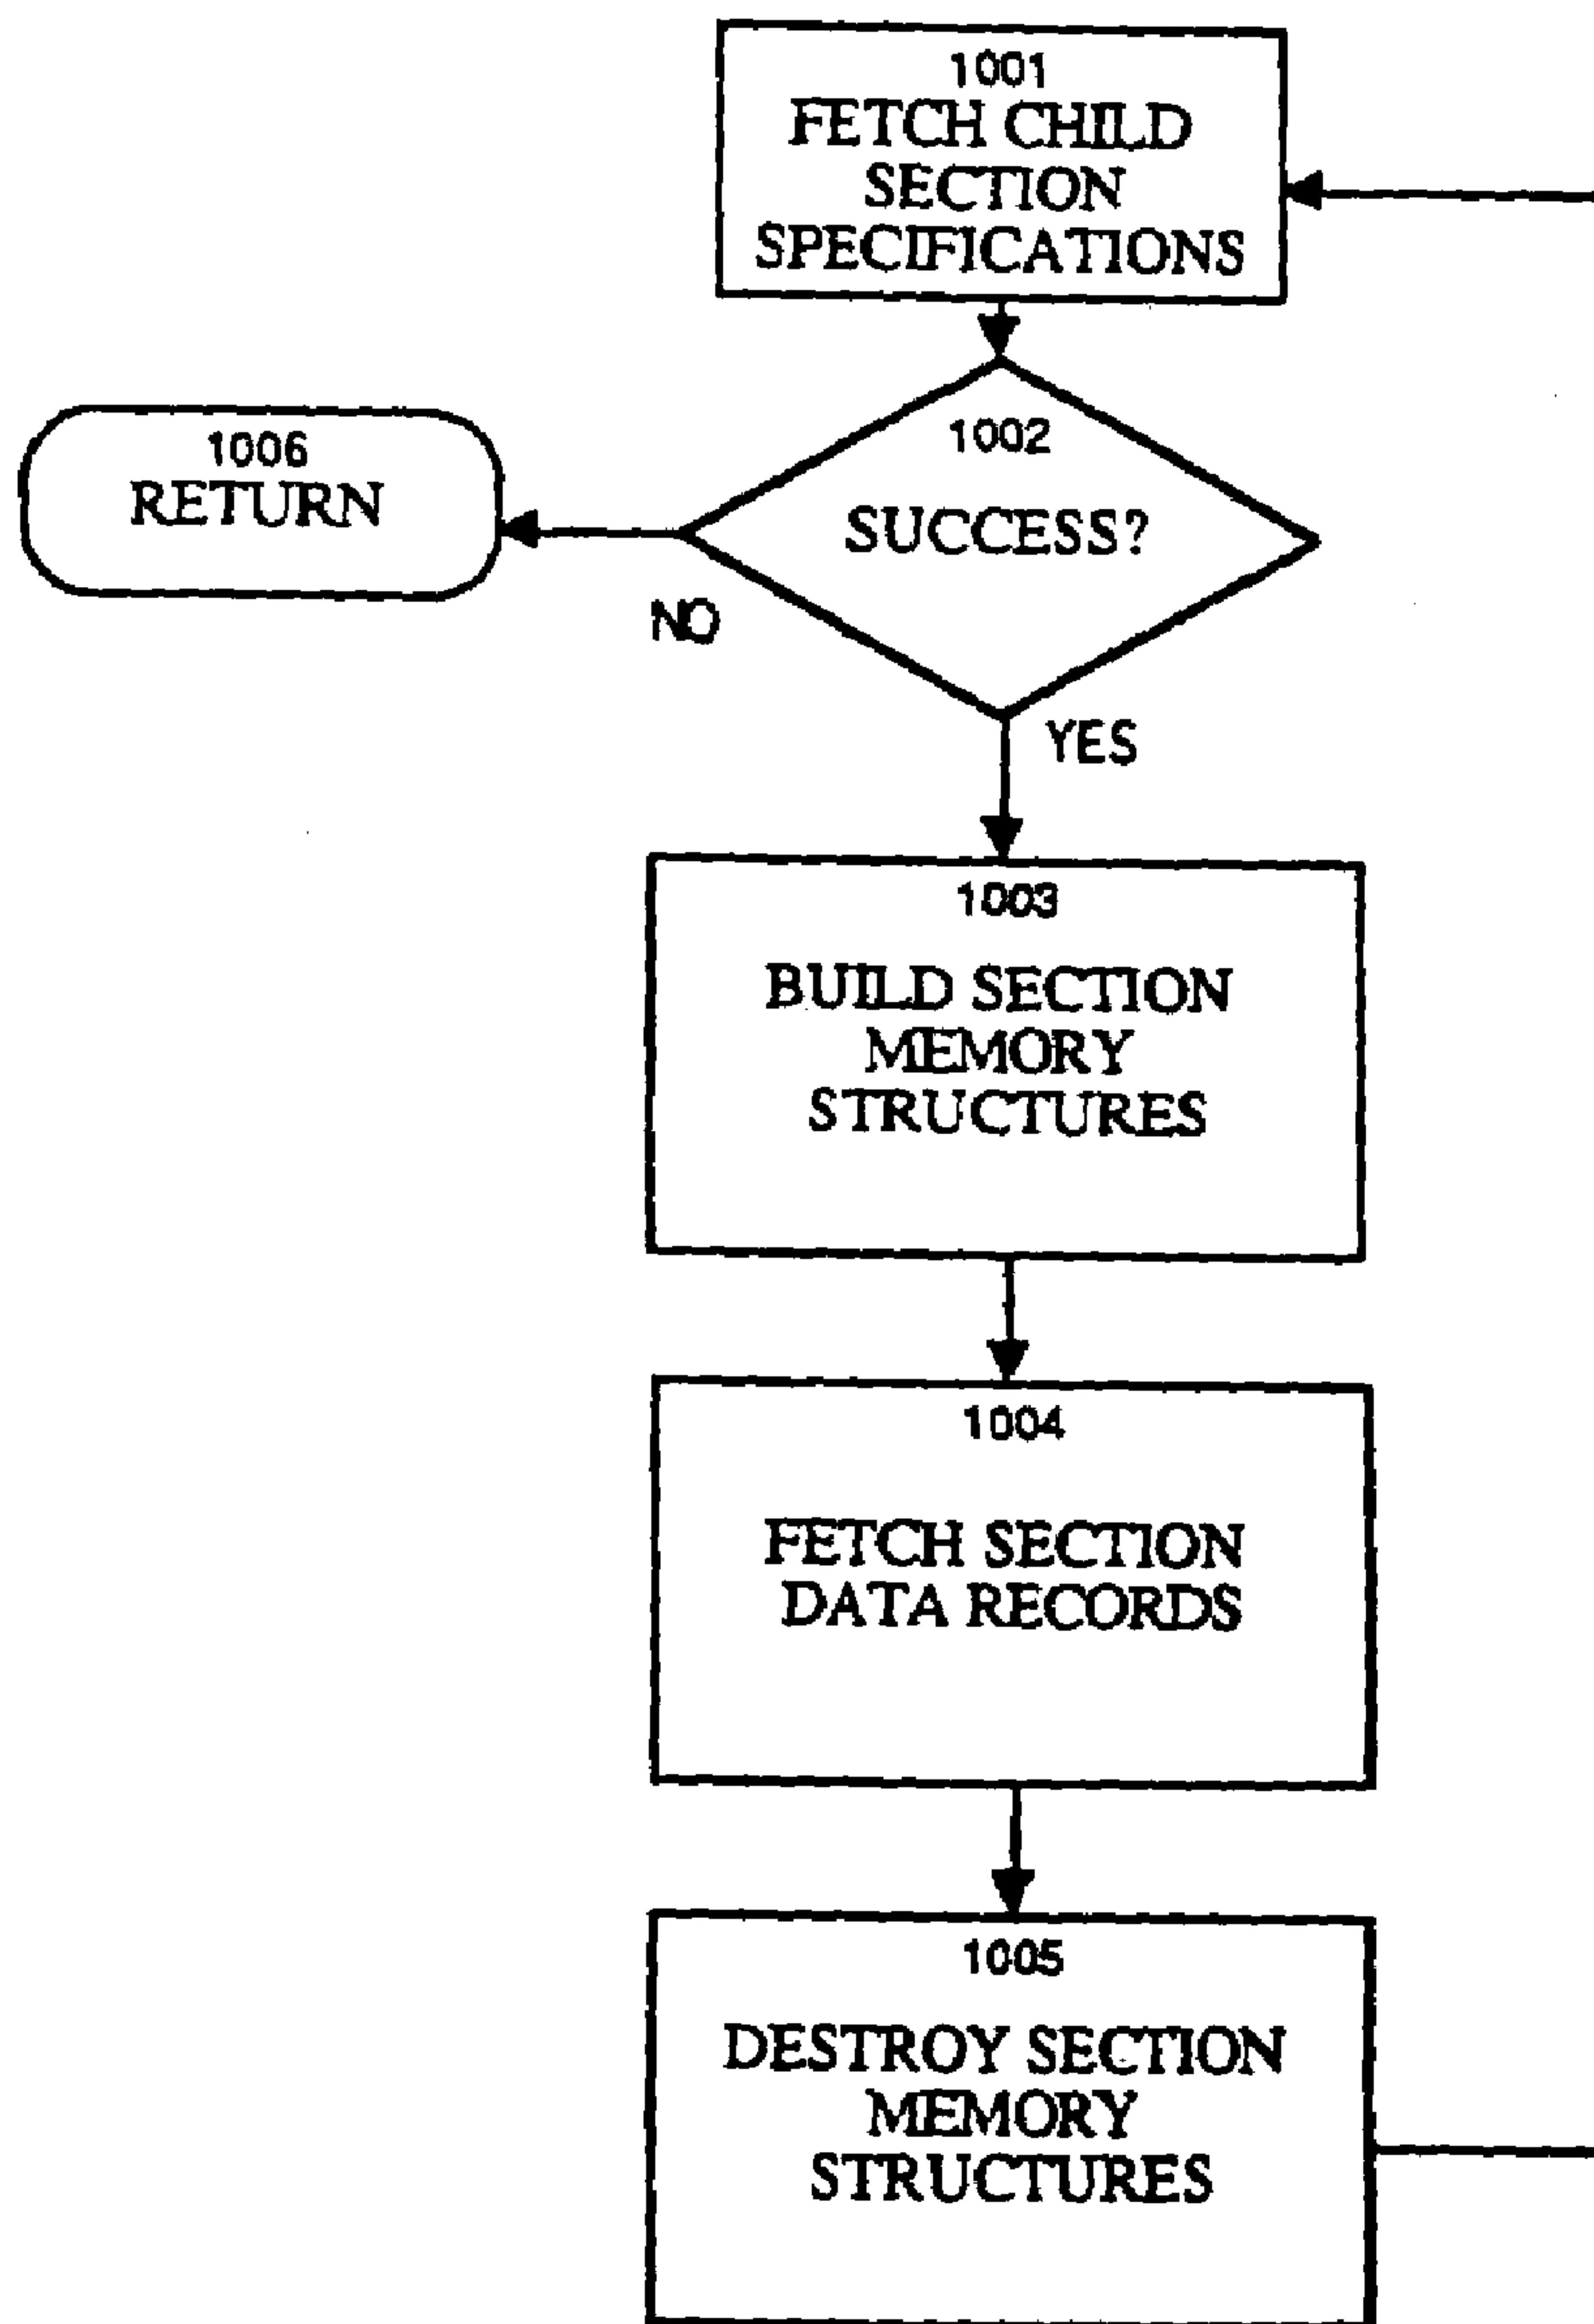 1001
FETCH CHILD
SECTION
SPECIFICATIONS
1002
SUCCESS?
1006
RETURN
NO
YES
1003
BUILD SECTION
MEMORY
STRUCTURES
1004
FETCH SECTION
DATA RECORDS
1005
DESTROY SECTION
MEMORY
STRUCTURES